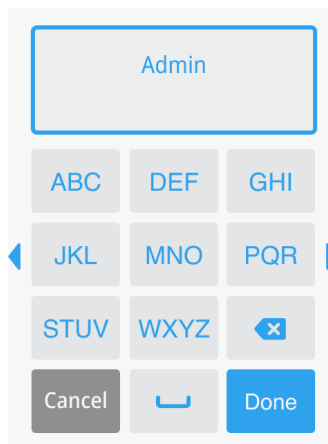 Admin
ABC DEF GHI
JKL MNO PQR
STUV WXYZ
Cancel Done